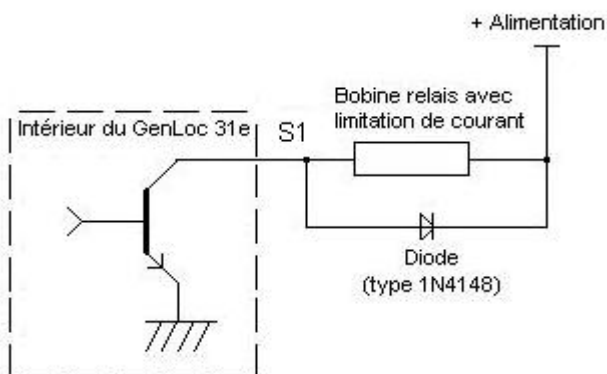 + Alimentation
Bobine relais avec
limitation de courant
Intérieur du GenLoc 31e
S1
Diode
(type 1N4148)